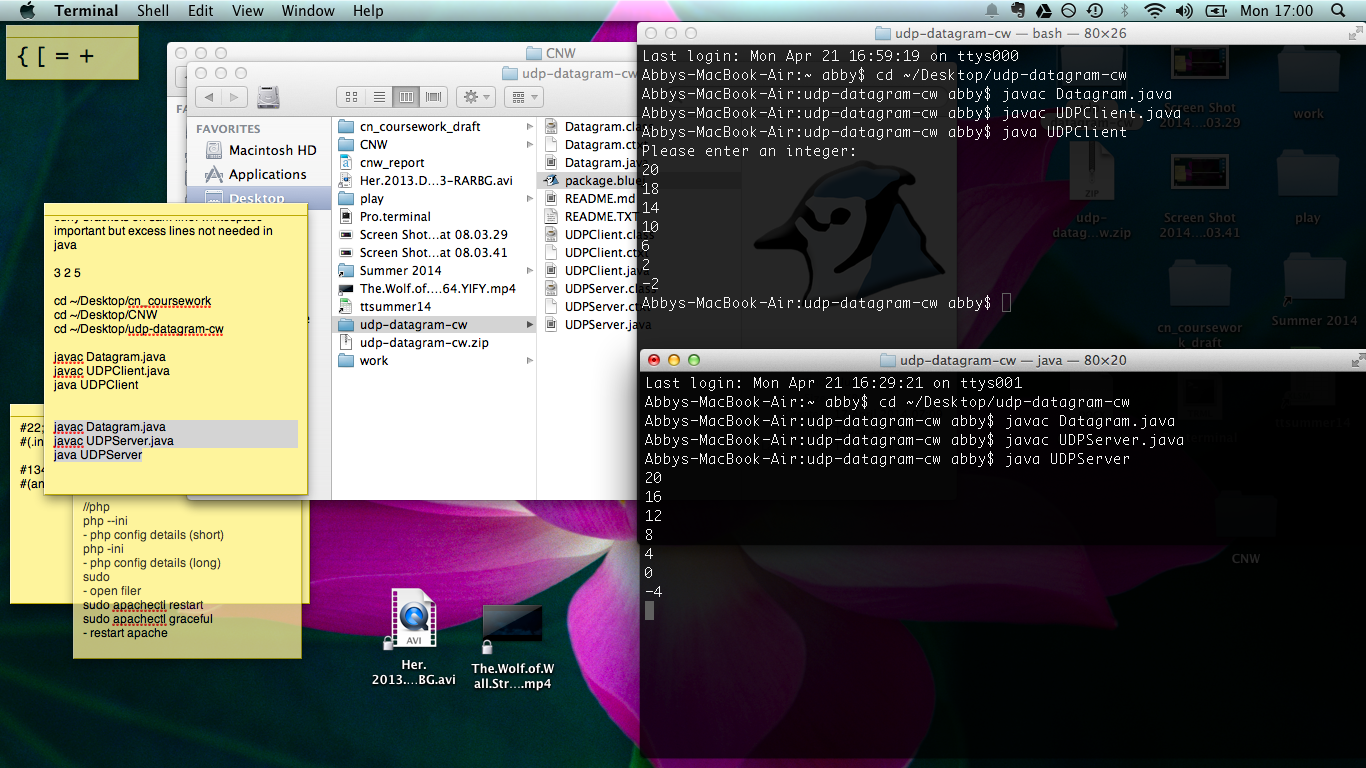 Terminal Shell Edit View Window Help
Mon 17:00
{ [ = +
CNW
udp-datagram-cw
FAVORITES
Macintosh HD
Applications
Desktop
cn_coursework_draft
CNW
cnw_report
Her.2013.D...3-RARBG.avi
play
Pro.terminal
Screen Shot...at 08.03.29
Screen Shot...at 08.03.41
Summer 2014
The.Wolf.of....64.YIFY.mp4
ttsummer14
udp-datagram-cw
udp-datagram-cw.zip
work
Datagram.class
Datagram.ctxt
Datagram.java
package.blue
README.md
README.TXT
UDPClient.class
UDPClient.ctxt
UDPClient.java
UDPServer.class
UDPServer.ctxt
UDPServer.java
important but excess lines not needed in
java
3 2 5
cd ~/Desktop/cn_coursework
cd ~/Desktop/CNW
cd ~/Desktop/udp-datagram-cw
javac Datagram.java
javac UDPClient.java
java UDPClient
javac Datagram.java
javac UDPServer.java
java UDPServer
#22;
#(.in
#134
#(an
//php
php --ini
- php config details (short)
php -ini
- php config details (long)
sudo
- open filer
sudo apachectl restart
sudo apachectl graceful
- restart apache
udp-datagram-cw — bash — 80×26
Last login: Mon Apr 21 16:59:19 on ttys000
Abbys-MacBook-Air:~ abby$ cd ~/Desktop/udp-datagram-cw
Abbys-MacBook-Air:udp-datagram-cw abby$ javac Datagram.java
Abbys-MacBook-Air:udp-datagram-cw abby$ javac UDPClient.java
Abbys-MacBook-Air:udp-datagram-cw abby$ java UDPClient
Please enter an integer:
20
18
14
10
6
2
-2
Abbys-MacBook-Air:udp-datagram-cw abby$
udp-datagram-cw — java — 80×20
Last login: Mon Apr 21 16:29:21 on ttys001
Abbys-MacBook-Air:~ abby$ cd ~/Desktop/udp-datagram-cw
Abbys-MacBook-Air:udp-datagram-cw abby$ javac Datagram.java
Abbys-MacBook-Air:udp-datagram-cw abby$ javac UDPServer.java
Abbys-MacBook-Air:udp-datagram-cw abby$ java UDPServer
20
16
12
8
4
0
-4
Screen Shot
2014-...03.29
work
ZIP
udp-
datag...w.zip
Screen Shot
2014-...03.41
play
cn_coursewor
k_draft
Summer 2014
ttsummer14
CNW
AVI
Her.
2013....BG.avi
The.Wolf.of.W
all.Str...mp4